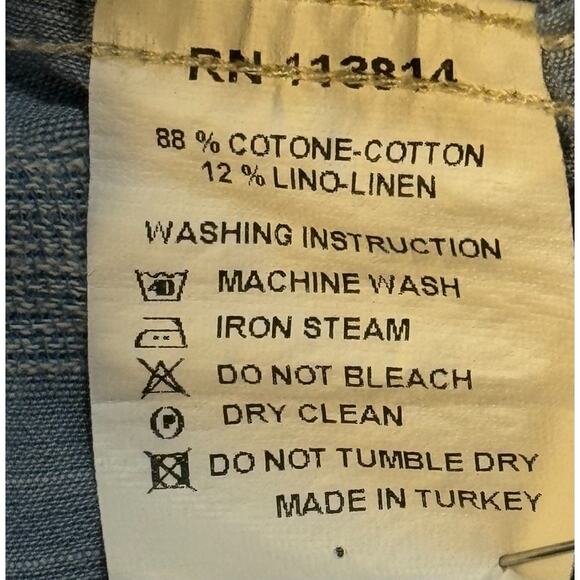 RN 113814
88 % COTONE-COTTON
12 % LINO-LINEN
WASHING INSTRUCTION
40 MACHINE WASH
IRON STEAM
DO NOT BLEACH
P DRY CLEAN
DO NOT TUMBLE DRY
MADE IN TURKEY